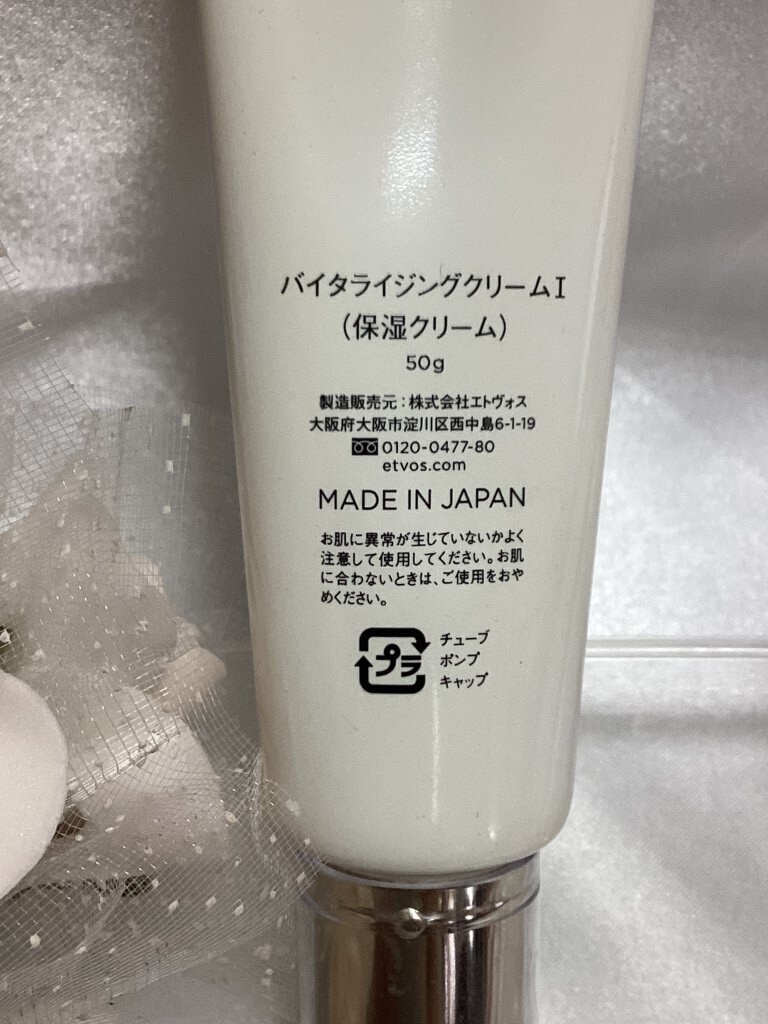 バイタライジングクリームI
（保湿クリーム）
50g
製造販売元：株式会社エトヴォス
大阪府大阪市淀川区西中島6-1-19
0120-0477-80
etvos.com
MADE IN JAPAN
お肌に異常が生じていないかよく
注意して使用してください。お肌
に合わないときは、ご使用をおや
めください。
プラ
チューブ
ポンプ
キャップ